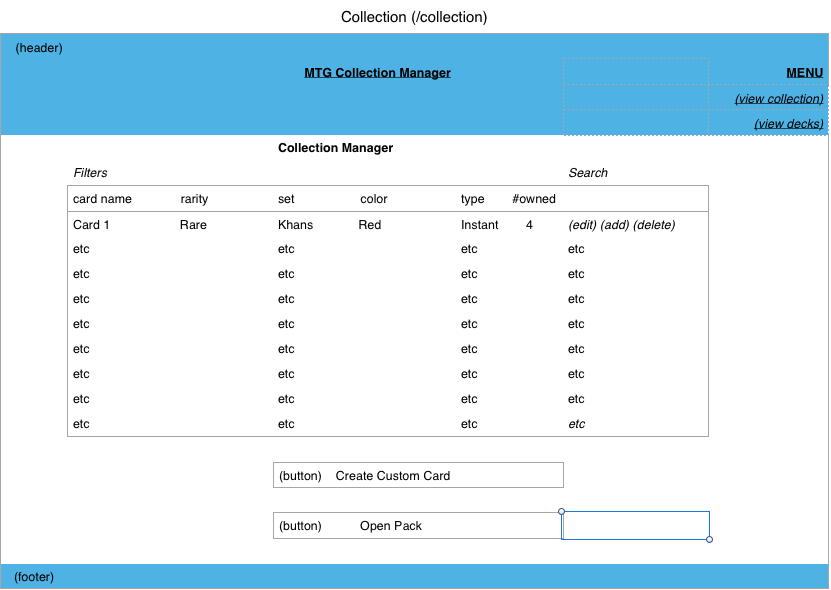 Collection (/collection)
(header)
MTG Collection Manager MENU
(view collection)
(view decks)
Collection Manager
Filters Search
card name rarity set color type #owned
Card 1 Rare Khans Red Instant 4 (edit) (add) (delete)
etc etc etc etc
etc etc etc etc
etc etc etc etc
etc etc etc etc
etc etc etc etc
etc etc etc etc
etc etc etc etc
etc etc etc etc
(button) Create Custom Card
(button) Open Pack
(footer)